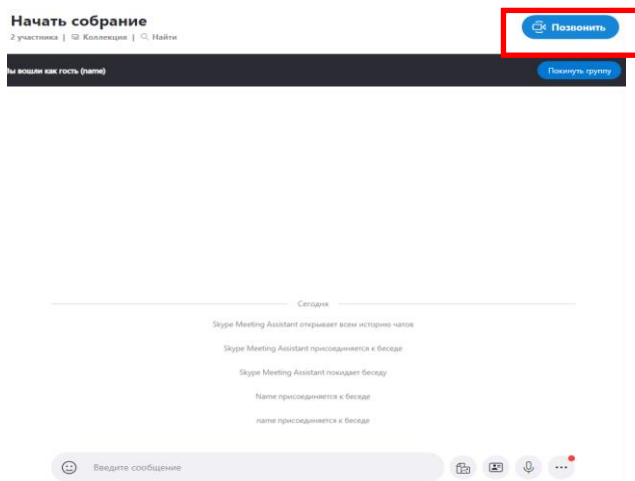 Начать собрание
Позвонить
2 участника | Коллекция | Найти
Вы вошли как гость (name)
Покинуть группу
Сегодня
Skype Meeting Assistant открывает всем историю чатов
Skype Meeting Assistant присоединяется к беседе
Skype Meeting Assistant покидает беседу
Name присоединяется к беседе
name присоединяется к беседе
Введите сообщение